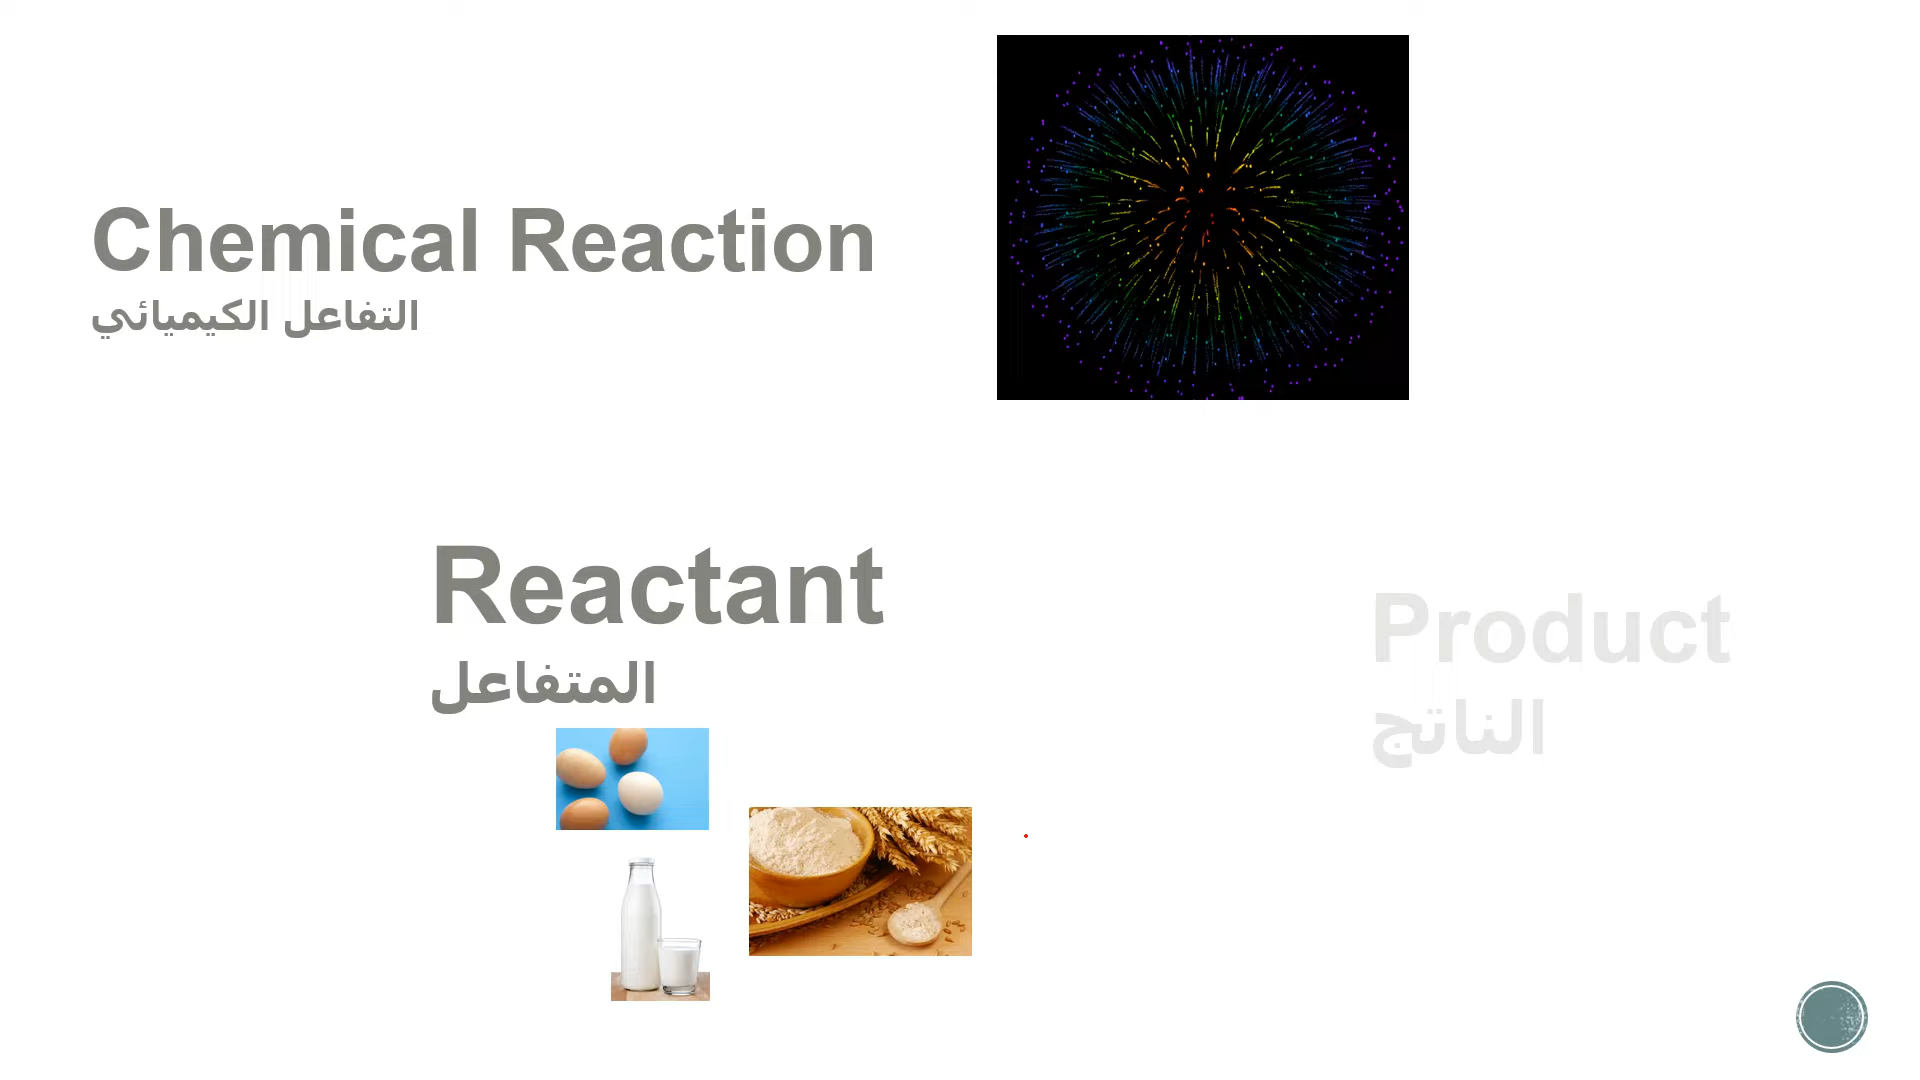 Chemical Reaction
التفاعل الكيميائي
Reactant
المتفاعل
Product
الناتج